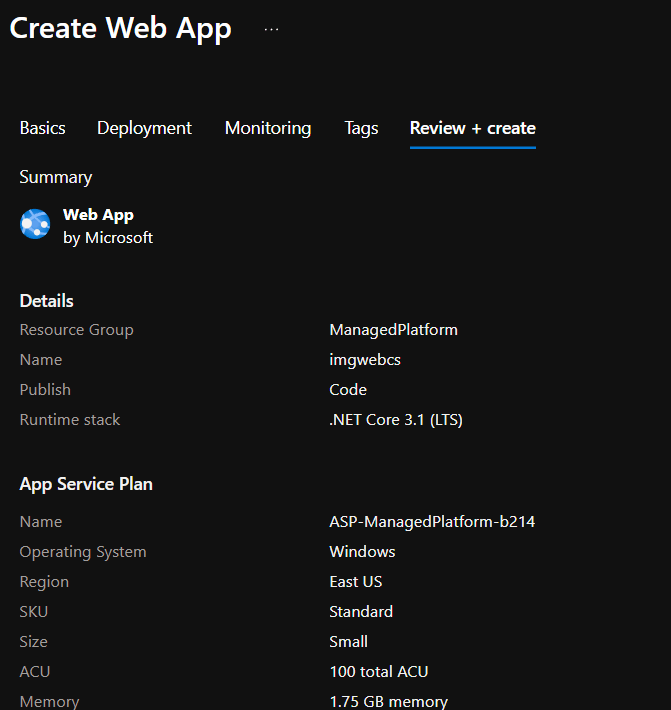 Create Web App ...
Basics Deployment Monitoring Tags Review + create
Summary
Web App
by Microsoft
Details
Resource Group ManagedPlatform
Name imgwebcs
Publish Code
Runtime stack .NET Core 3.1 (LTS)
App Service Plan
Name ASP-ManagedPlatform-b214
Operating System Windows
Region East US
SKU Standard
Size Small
ACU 100 total ACU
Memory 1.75 GB memory